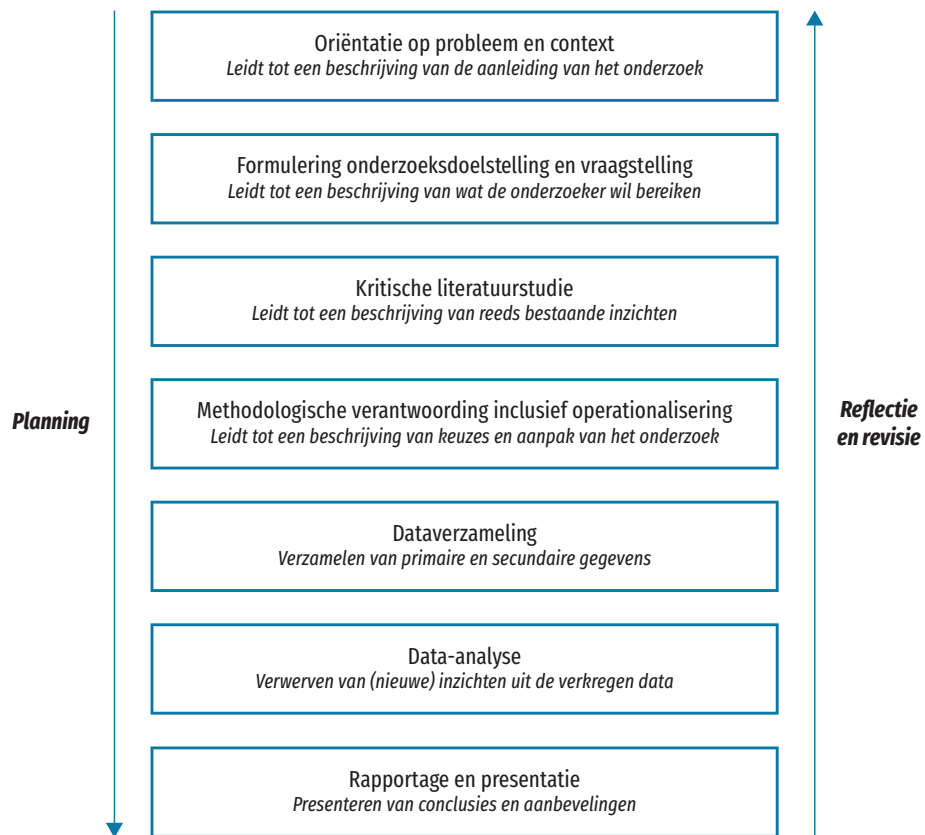 Oriëntatie op probleem en context
Leidt tot een beschrijving van de aanleiding van het onderzoek
Formulering onderzoeksdoelstelling en vraagstelling
Leidt tot een beschrijving van wat de onderzoeker wil bereiken
Kritische literatuurstudie
Leidt tot een beschrijving van reeds bestaande inzichten
Planning
Methodologische verantwoording inclusief operationalisering
Leidt tot een beschrijving van keuzes en aanpak van het onderzoek
Reflectie
en revisie
Dataverzameling
Verzamelen van primaire en secundaire gegevens
Data-analyse
Verwerven van (nieuwe) inzichten uit de verkregen data
Rapportage en presentatie
Presenteren van conclusies en aanbevelingen